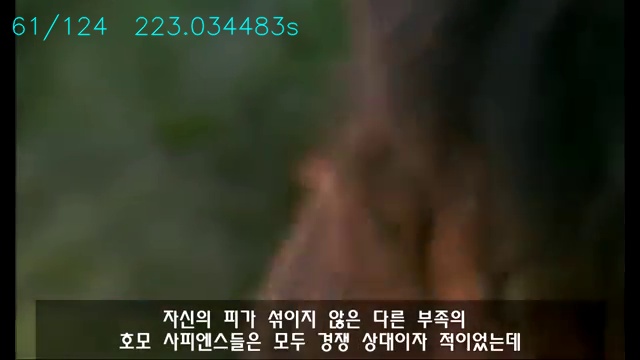 61/124 223.034483s
자신의 피가 섞이지 않은 다른 부족의
호모 사피엔스들은 모두 경쟁 상대이자 적이었는데